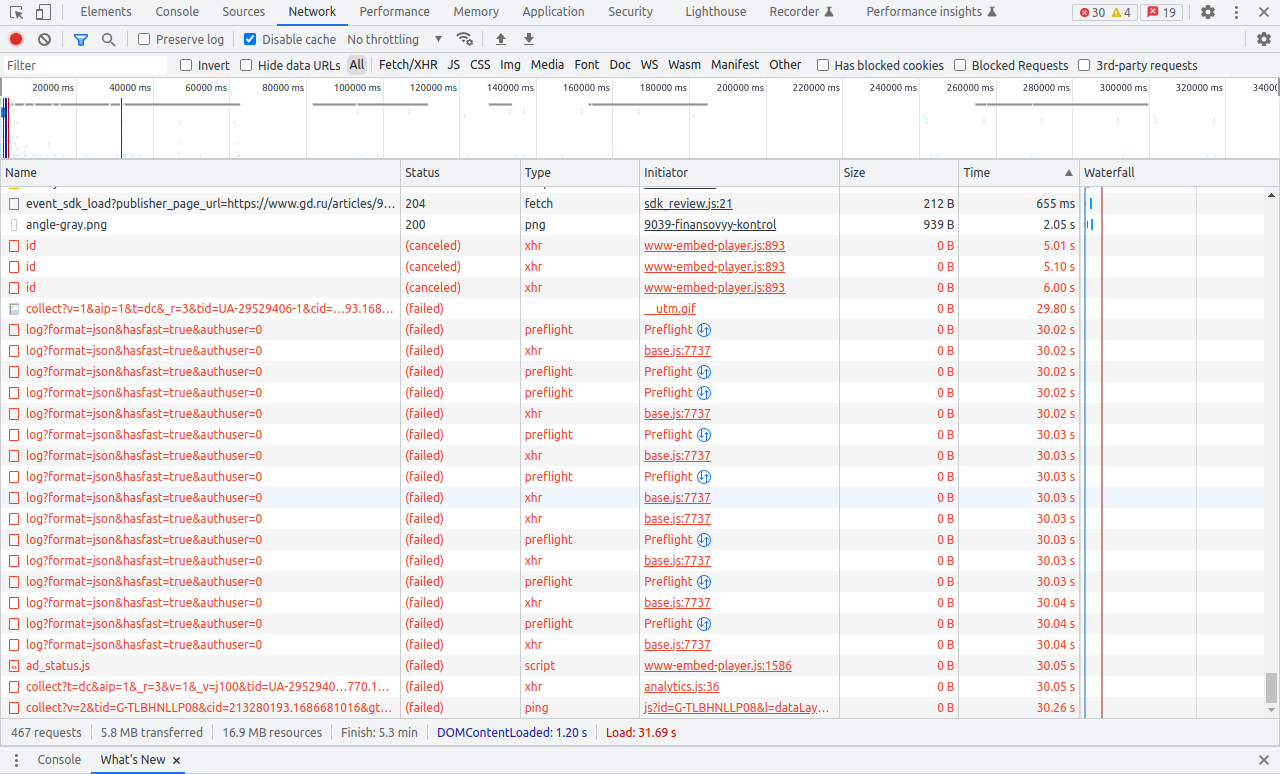 Elements Console Sources Network Performance Memory Application Security Lighthouse Recorder Performance insights 30 4 19
Preserve log Disable cache No throttling
Filter Invert Hide data URLs All Fetch/XHR JS CSS Img Media Font Doc WS Wasm Manifest Other Has blocked cookies Blocked Requests 3rd-party requests
20000 ms 40000 ms 60000 ms 80000 ms 100000 ms 120000 ms 140000 ms 160000 ms 180000 ms 200000 ms 220000 ms 240000 ms 260000 ms 280000 ms 300000 ms 320000 ms 34000
Name Status Type Initiator Size Time Waterfall
event_sdk_load?publisher_page_url=https://www.gd.ru/articles/9... 204 fetch sdk_review.js:21 212 B 655 ms
angle-gray.png 200 png 9039-finansovyy-kontrol 939 B 2.05 s
id (canceled) xhr www-embed-player.js:893 0 B 5.01 s
id (canceled) xhr www-embed-player.js:893 0 B 5.10 s
id (canceled) xhr www-embed-player.js:893 0 B 6.00 s
collect?v=1&aip=1&t=dc&_r=3&tid=UA-29529406-1&cid=...93.168... (failed) __utm.gif 0 B 29.80 s
log?format=json&hasfast=true&authuser=0 (failed) preflight Preflight 0 B 30.02 s
log?format=json&hasfast=true&authuser=0 (failed) xhr base.js:7737 0 B 30.02 s
log?format=json&hasfast=true&authuser=0 (failed) preflight Preflight 0 B 30.02 s
log?format=json&hasfast=true&authuser=0 (failed) preflight Preflight 0 B 30.02 s
log?format=json&hasfast=true&authuser=0 (failed) xhr base.js:7737 0 B 30.02 s
log?format=json&hasfast=true&authuser=0 (failed) preflight Preflight 0 B 30.03 s
log?format=json&hasfast=true&authuser=0 (failed) xhr base.js:7737 0 B 30.03 s
log?format=json&hasfast=true&authuser=0 (failed) preflight Preflight 0 B 30.03 s
log?format=json&hasfast=true&authuser=0 (failed) xhr base.js:7737 0 B 30.03 s
log?format=json&hasfast=true&authuser=0 (failed) xhr base.js:7737 0 B 30.03 s
log?format=json&hasfast=true&authuser=0 (failed) preflight Preflight 0 B 30.03 s
log?format=json&hasfast=true&authuser=0 (failed) xhr base.js:7737 0 B 30.03 s
log?format=json&hasfast=true&authuser=0 (failed) preflight Preflight 0 B 30.03 s
log?format=json&hasfast=true&authuser=0 (failed) xhr base.js:7737 0 B 30.04 s
log?format=json&hasfast=true&authuser=0 (failed) preflight Preflight 0 B 30.04 s
log?format=json&hasfast=true&authuser=0 (failed) xhr base.js:7737 0 B 30.04 s
ad_status.js (failed) script www-embed-player.js:1586 0 B 30.05 s
collect?t=dc&aip=1&_r=3&v=1&_v=j100&tid=UA-2952940...770.1... (failed) xhr analytics.js:36 0 B 30.05 s
collect?v=2&tid=G-TLBHNLLP08&cid=213280193.1686681016&gt... (failed) ping js?id=G-TLBHNLLP08&l=dataLay... 0 B 30.26 s
467 requests 5.8 MB transferred 16.9 MB resources Finish: 5.3 min DOMContentLoaded: 1.20 s Load: 31.69 s
Console What's New